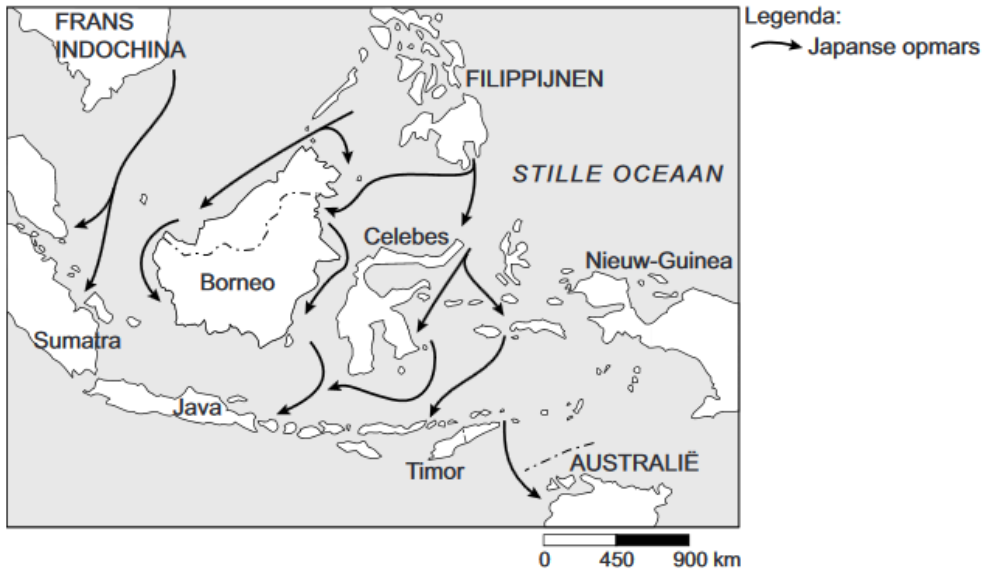 FRANS
INDOCHINA
Legenda:
Japanse opmars
FILIPPIJNEN
STILLE OCEAAN
Celebes
Nieuw-Guinea
Borneo
Sumatra
Java
Timor
AUSTRALIË
0 450 900 km